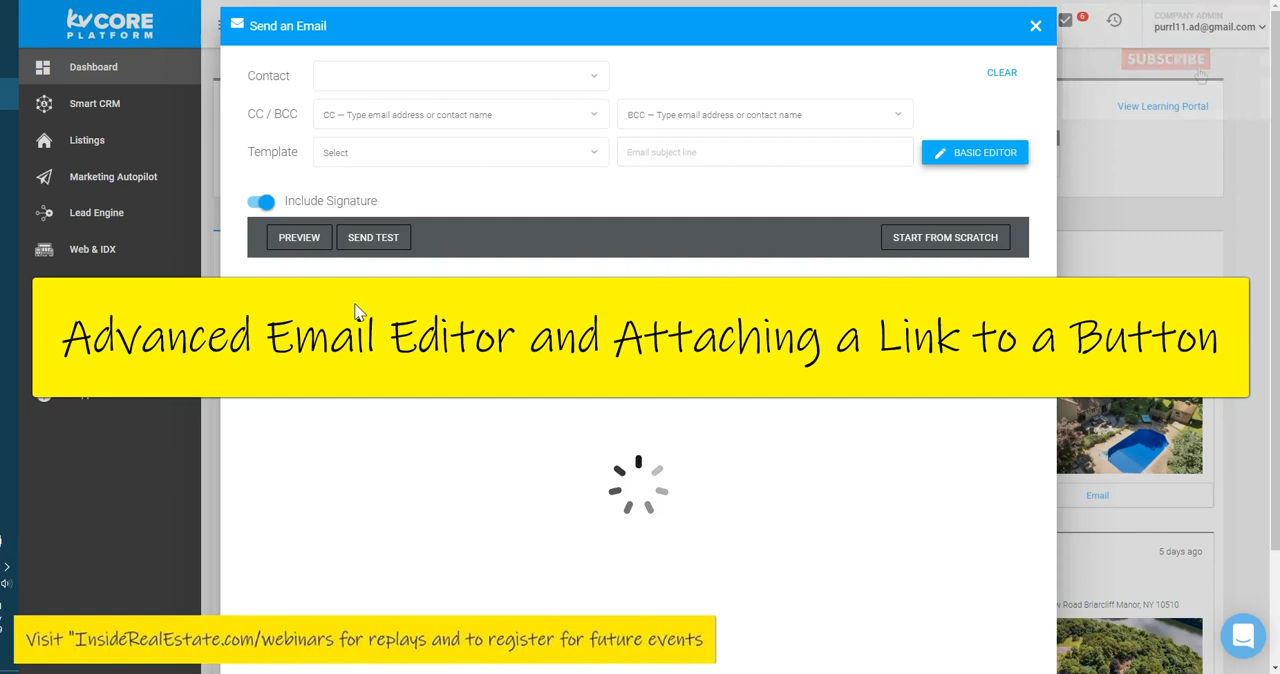 kvCORE
PLATFORM
Send an Email
6
COMPANY ADMIN
purrl11.ad@gmail.com
SUBSCRIBE
Dashboard
Contact
CLEAR
Smart CRM
View Learning Portal
CC / BCC
CC — Type email address or contact name
BCC — Type email address or contact name
Listings
Template
Select
Email subject line
BASIC EDITOR
Marketing Autopilot
Include Signature
Lead Engine
PREVIEW
SEND TEST
START FROM SCRATCH
Web & IDX
Advanced Email Editor and Attaching a Link to a Button
Email
5 days ago
Road Briarcliff Manor, NY 10510
Visit "InsideRealEstate.com/webinars for replays and to register for future events